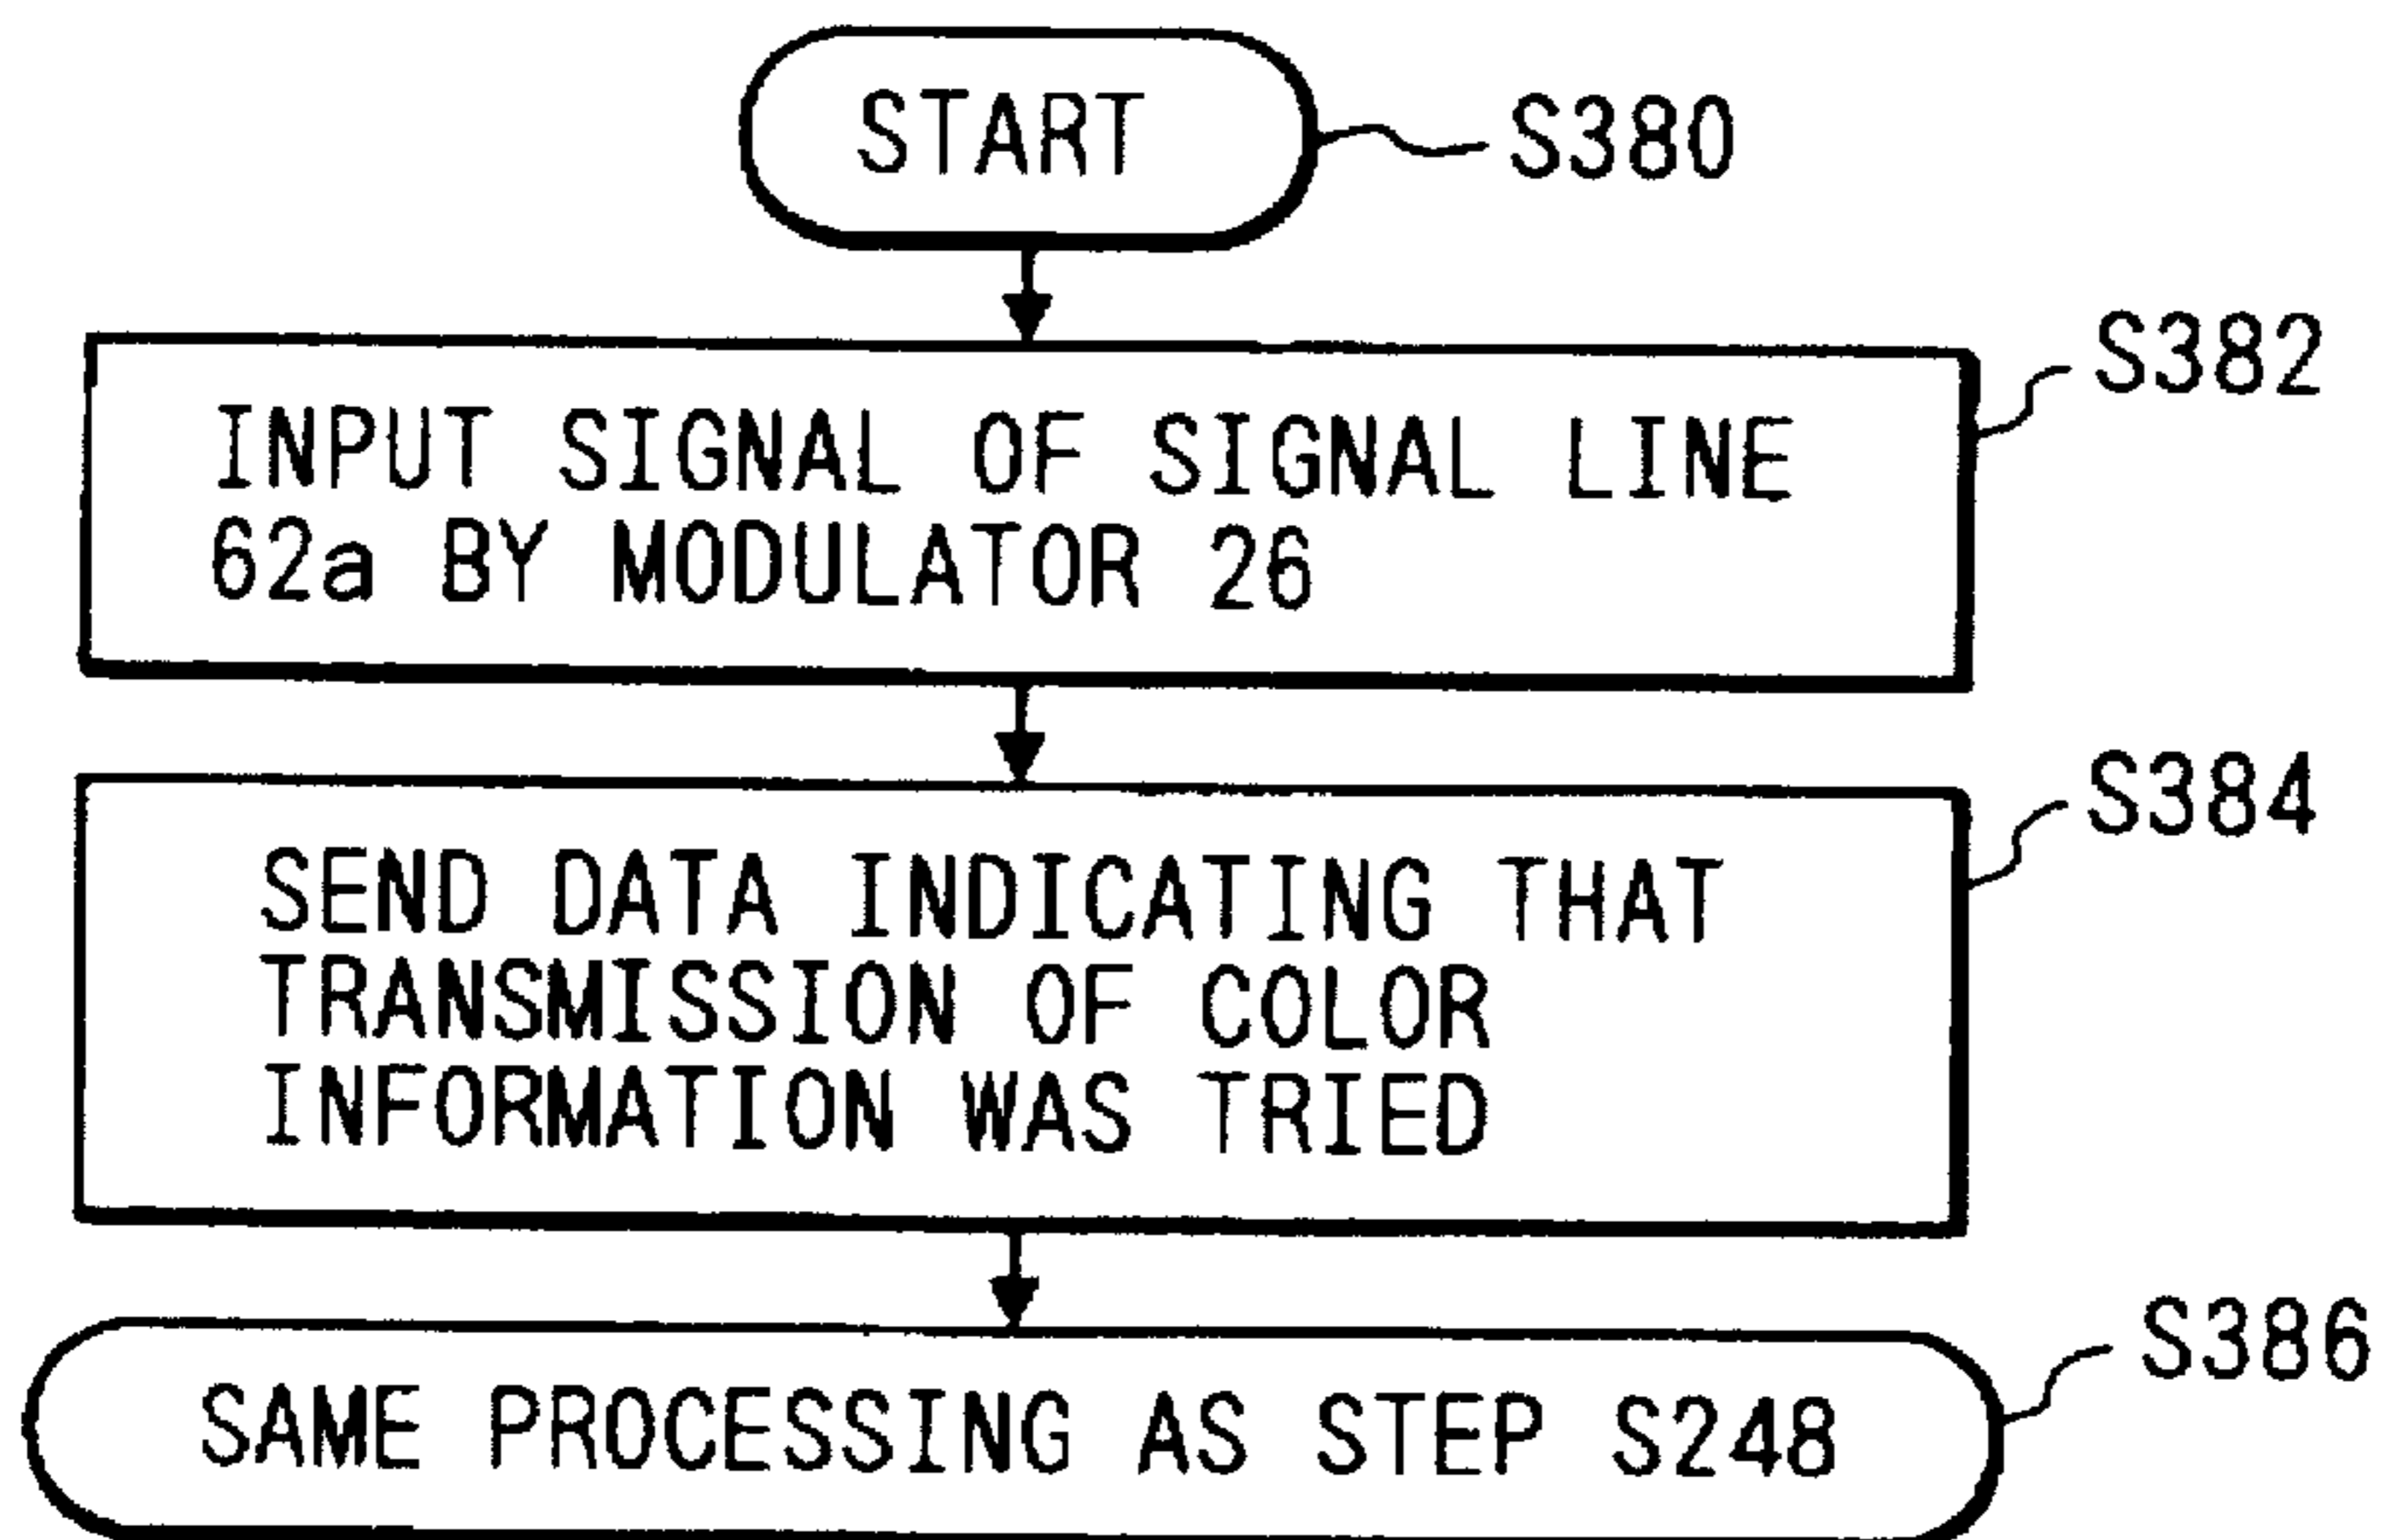 START
S380
S382
INPUT SIGNAL OF SIGNAL LINE
62a BY MODULATOR 26
S384
SEND DATA INDICATING THAT
TRANSMISSION OF COLOR
INFORMATION WAS TRIED
S386
SAME PROCESSING AS STEP S248